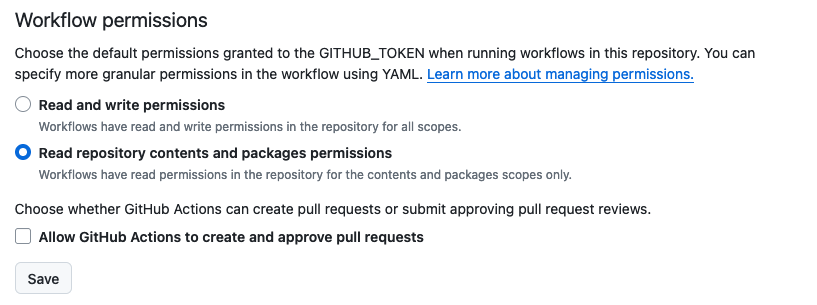 Workflow permissions
Choose the default permissions granted to the GITHUB_TOKEN when running workflows in this repository. You can
specify more granular permissions in the workflow using YAML. Learn more about managing permissions.
Read and write permissions
Workflows have read and write permissions in the repository for all scopes.
Read repository contents and packages permissions
Workflows have read permissions in the repository for the contents and packages scopes only.
Choose whether GitHub Actions can create pull requests or submit approving pull request reviews.
Allow GitHub Actions to create and approve pull requests
Save